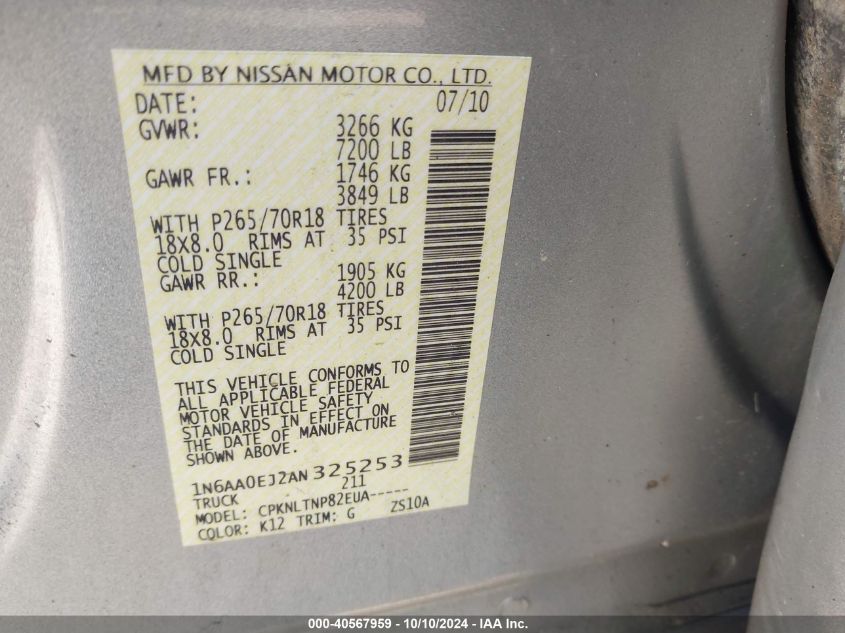 MFD BY NISSAN MOTOR CO., LTD.
DATE: 07/10
GVWR: 3266 KG
7200 LB
GAWR FR.: 1746 KG
3849 LB
WITH P265/70R18 TIRES
18X8.0 RIMS AT 35 PSI
COLD SINGLE
GAWR RR.: 1905 KG
4200 LB
WITH P265/70R18 TIRES
18X8.0 RIMS AT 35 PSI
COLD SINGLE
THIS VEHICLE CONFORMS TO
ALL APPLICABLE FEDERAL
MOTOR VEHICLE SAFETY
STANDARDS IN EFFECT ON
THE DATE OF MANUFACTURE
SHOWN ABOVE.
1N6AA0EJ2AN325253
TRUCK 211
MODEL: CPKNLTNP82EUA-----
COLOR: K12 TRIM: G ZS10A
000-40567959 - 10/10/2024 - IAA Inc.